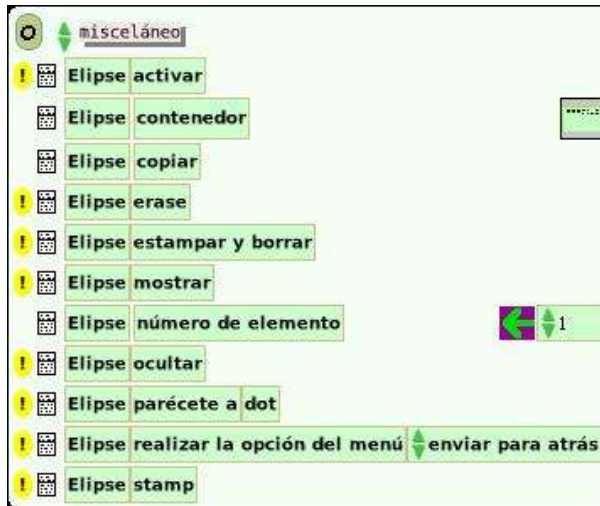 misceláneo
! Elipse activar
Elipse contenedor
Elipse copiar
! Elipse erase
! Elipse estampar y borrar
! Elipse mostrar
Elipse número de elemento 1
! Elipse ocultar
! Elipse parécete a dot
! Elipse realizar la opción del menú enviar para atrás
! Elipse stamp